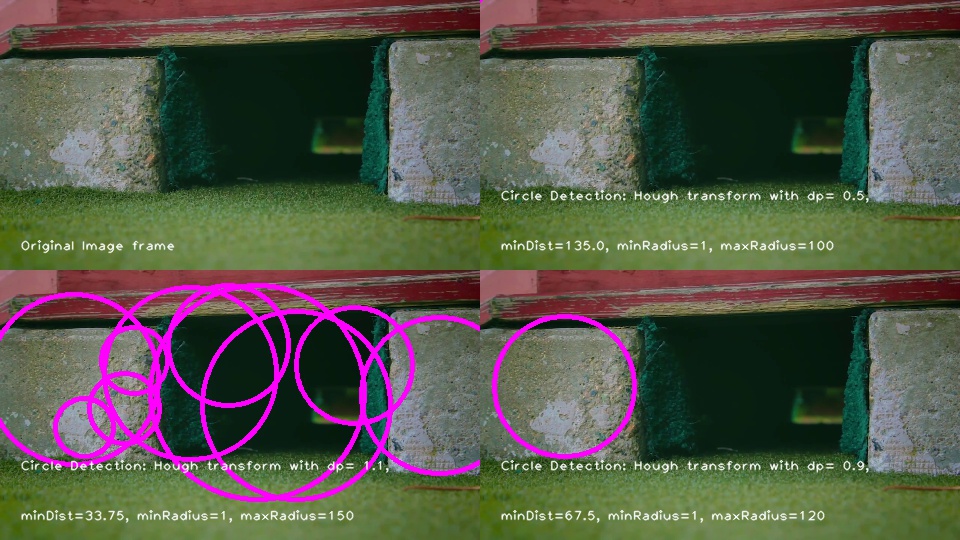 Original Image frame
Circle Detection: Hough transform with dp= 0.5,
minDist=135.0, minRadius=1, maxRadius=100
Circle Detection: Hough transform with dp= 1.1,
minDist=33.75, minRadius=1, maxRadius=150
Circle Detection: Hough transform with dp= 0.9,
minDist=67.5, minRadius=1, maxRadius=120